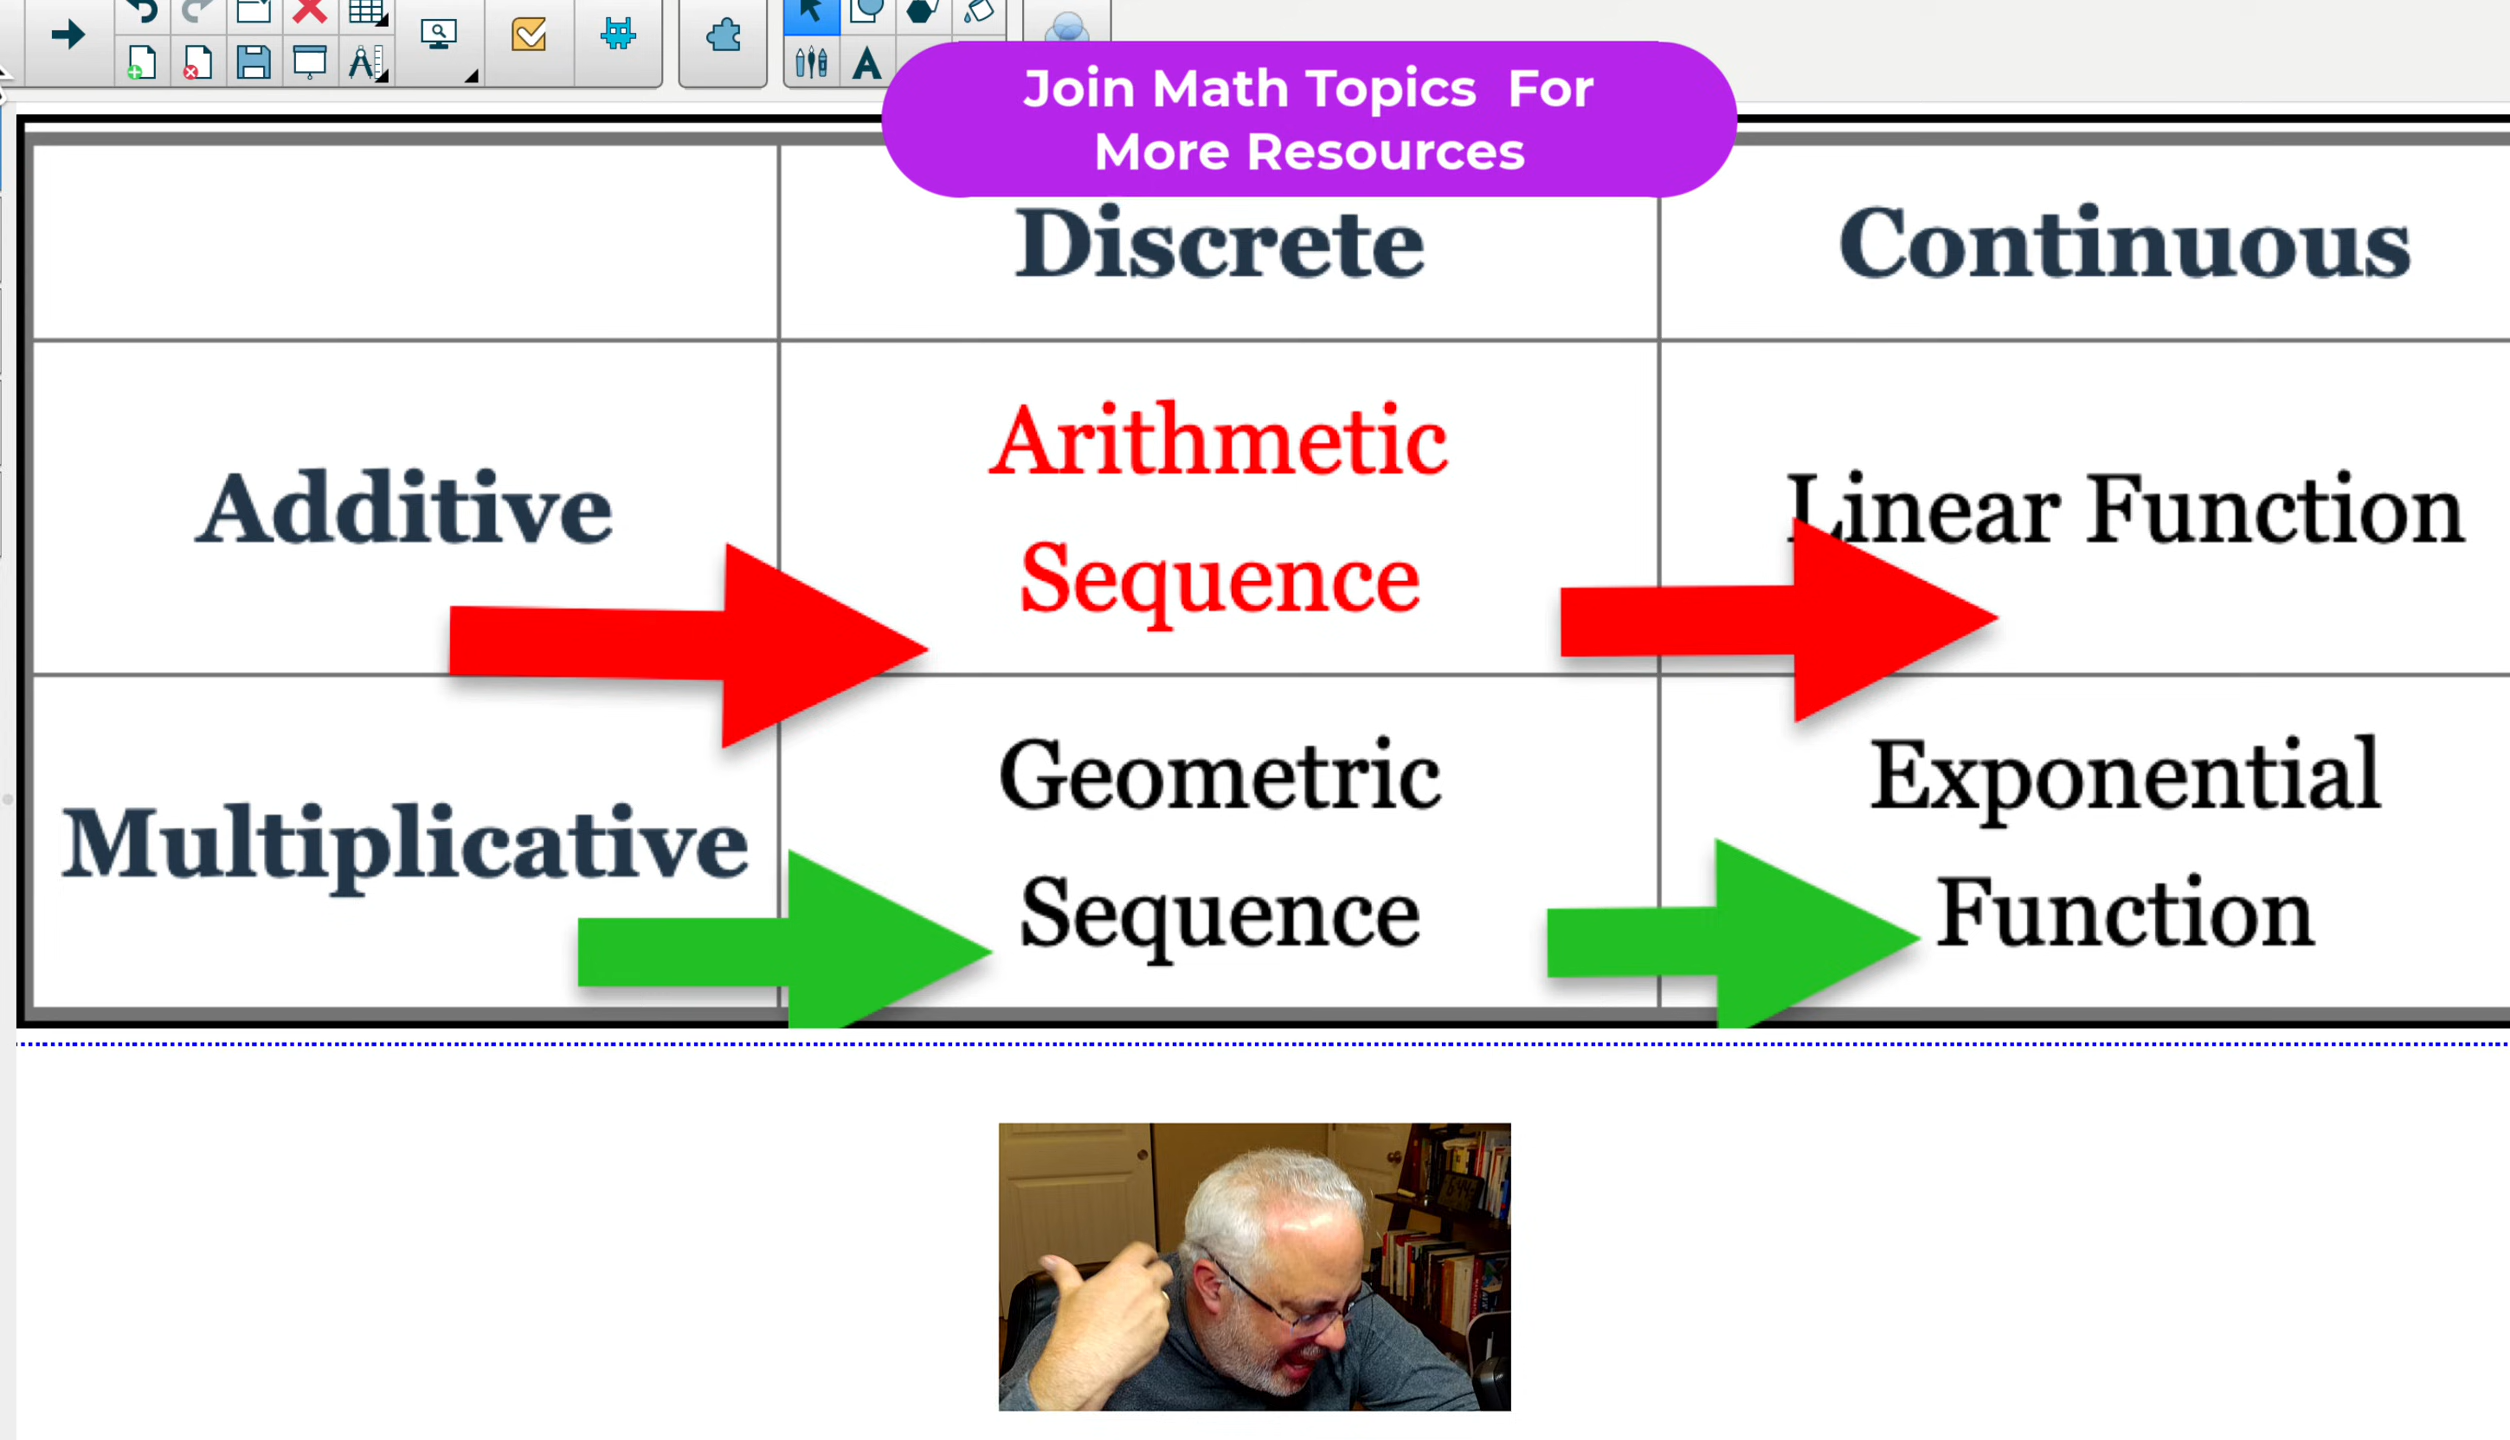 Join Math Topics For
More Resources
Discrete
Continuous
Additive
Arithmetic
Sequence
Linear Function
Multiplicative
Geometric
Sequence
Exponential
Function